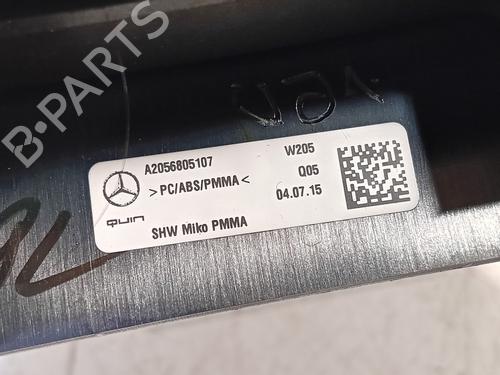 B-PARTS
A2056805107
W205
>PC/ABS/PMMA<
Q05
04.07.15
QUIN
SHW Miko PMMA